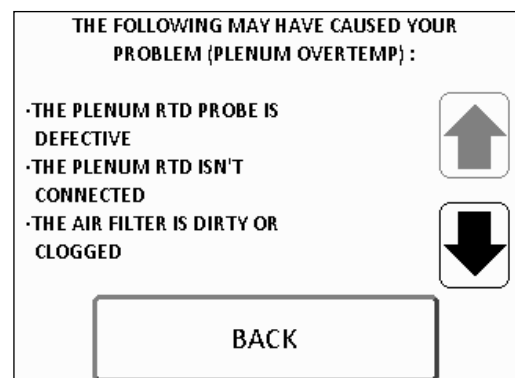 THE FOLLOWING MAY HAVE CAUSED YOUR
PROBLEM (PLENUM OVERTEMP) :
·THE PLENUM RTD PROBE IS
DEFECTIVE
·THE PLENUM RTD ISN'T
CONNECTED
·THE AIR FILTER IS DIRTY OR
CLOGGED
BACK